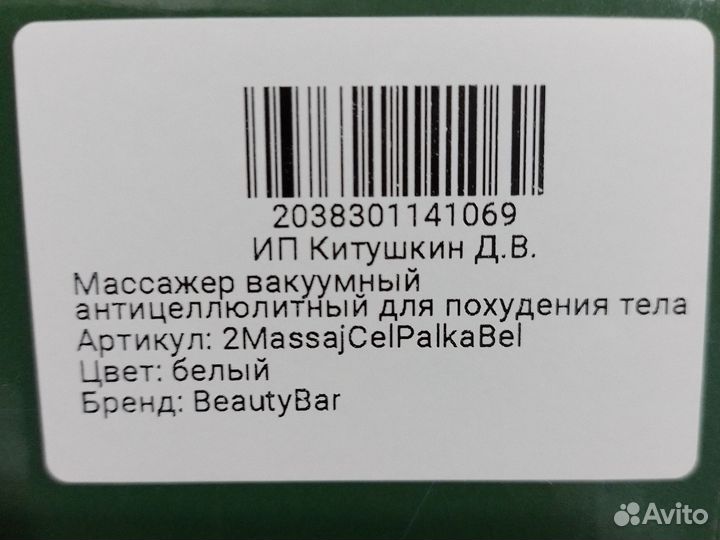 2038301141069
ИП Китушкин Д.В.
Массажер вакуумный
антицеллюлитный для похудения тела
Артикул: 2MassajCelPalkaBel
Цвет: белый
Бренд: BeautyBar
Avito